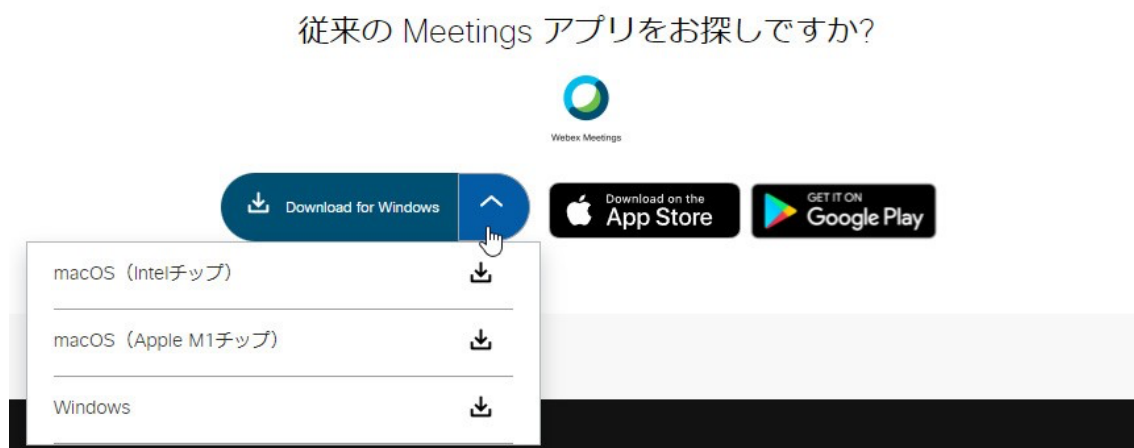 従来の Meetings アプリをお探しですか?
Webex Meetings
Download for Windows
Download on the
App Store
GET IT ON
Google Play
macOS（Intelチップ）
macOS（Apple M1チップ）
Windows